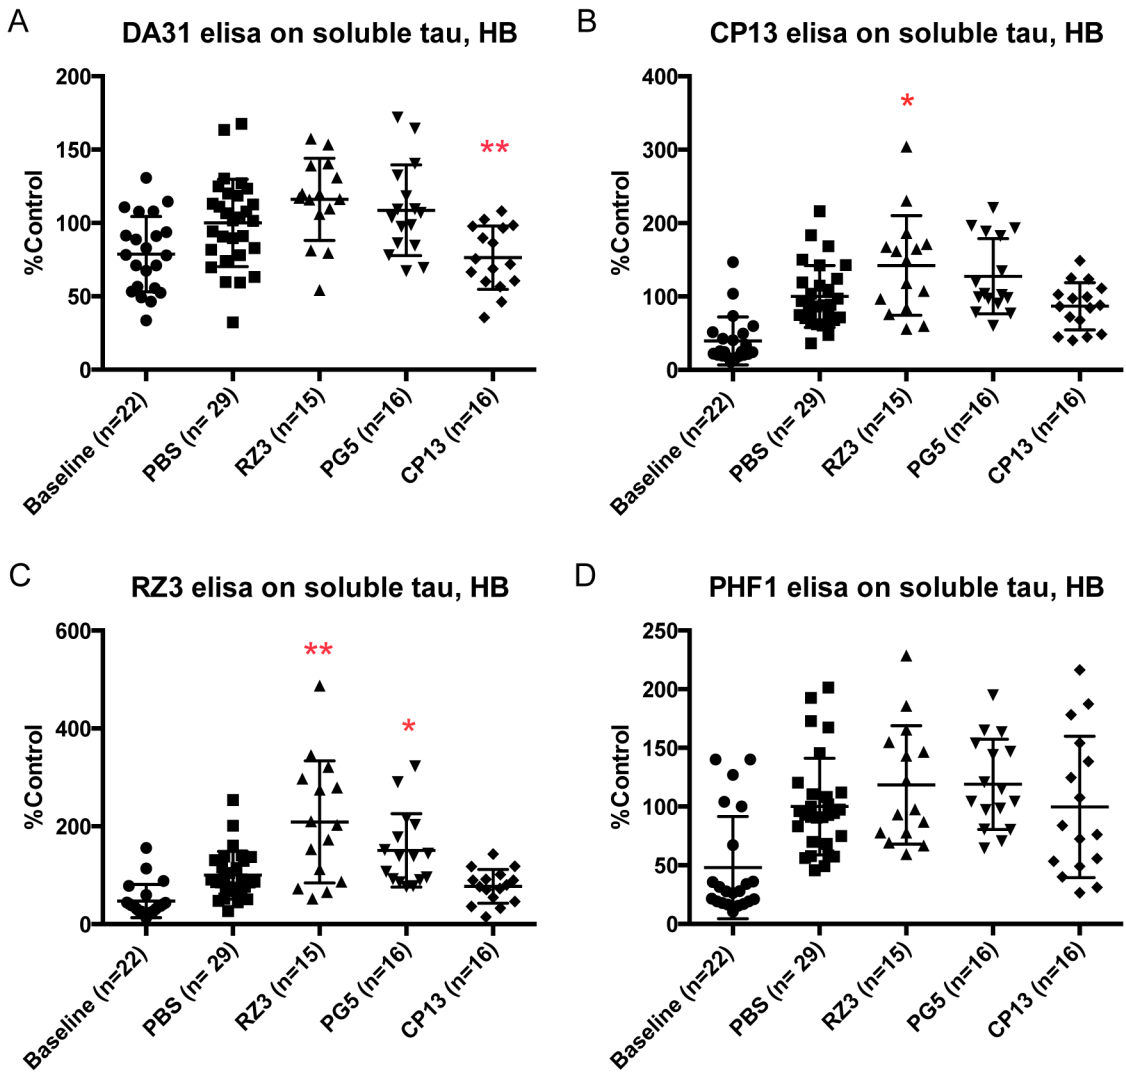 A
DA31 elisa on soluble tau, HB
%Control
200
150
100
50
0
**
Baseline (n=22)
PBS (n= 29)
RZ3 (n=15)
PG5 (n=16)
CP13 (n=16)
B
CP13 elisa on soluble tau, HB
%Control
400
300
200
100
0
*
Baseline (n=22)
PBS (n= 29)
RZ3 (n=15)
PG5 (n=16)
CP13 (n=16)
C
RZ3 elisa on soluble tau, HB
%Control
600
400
200
0
**
*
Baseline (n=22)
PBS (n= 29)
RZ3 (n=15)
PG5 (n=16)
CP13 (n=16)
D
PHF1 elisa on soluble tau, HB
%Control
250
200
150
100
50
0
Baseline (n=22)
PBS (n= 29)
RZ3 (n=15)
PG5 (n=16)
CP13 (n=16)